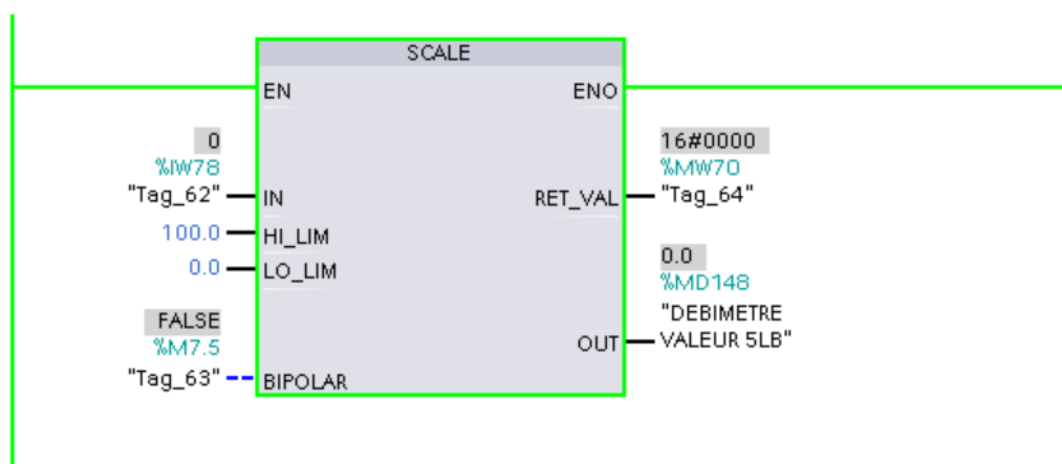 SCALE
EN ENO
0
%IW78
"Tag_62" IN
16#0000
%MW70
RET_VAL "Tag_64"
100.0 HI_LIM
0.0 LO_LIM
0.0
%MD148
"DEBIMETRE
OUT VALEUR 5LB"
FALSE
%M7.5
"Tag_63" BIPOLAR